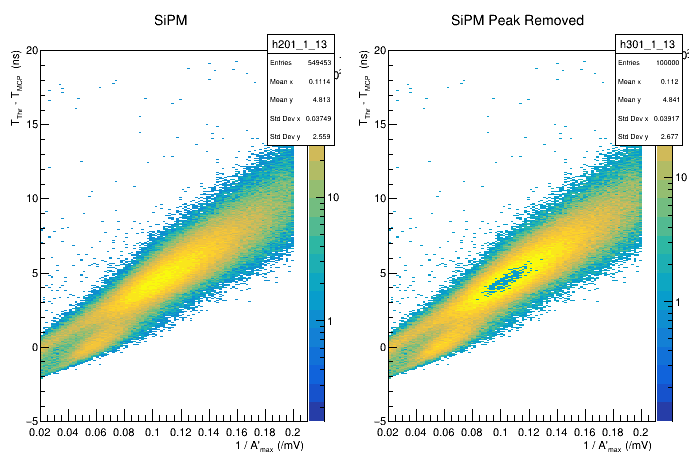 SiPM
h201_1_13
Entries 549453
Mean x 0.1114
Mean y 4.813
Std Dev x 0.03749
Std Dev y 2.559
T_Thr - T_MCP (ns)
20
15
10
5
0
−5
10
1
0.02 0.04 0.06 0.08 0.1 0.12 0.14 0.16 0.18 0.2
1 / A'_max (/mV)
SiPM Peak Removed
h301_1_13
Entries 100000
Mean x 0.112
Mean y 4.841
Std Dev x 0.03917
Std Dev y 2.677
T_Thr - T_MCP (ns)
20
15
10
5
0
−5
10
1
0.02 0.04 0.06 0.08 0.1 0.12 0.14 0.16 0.18 0.2
1 / A'_max (/mV)